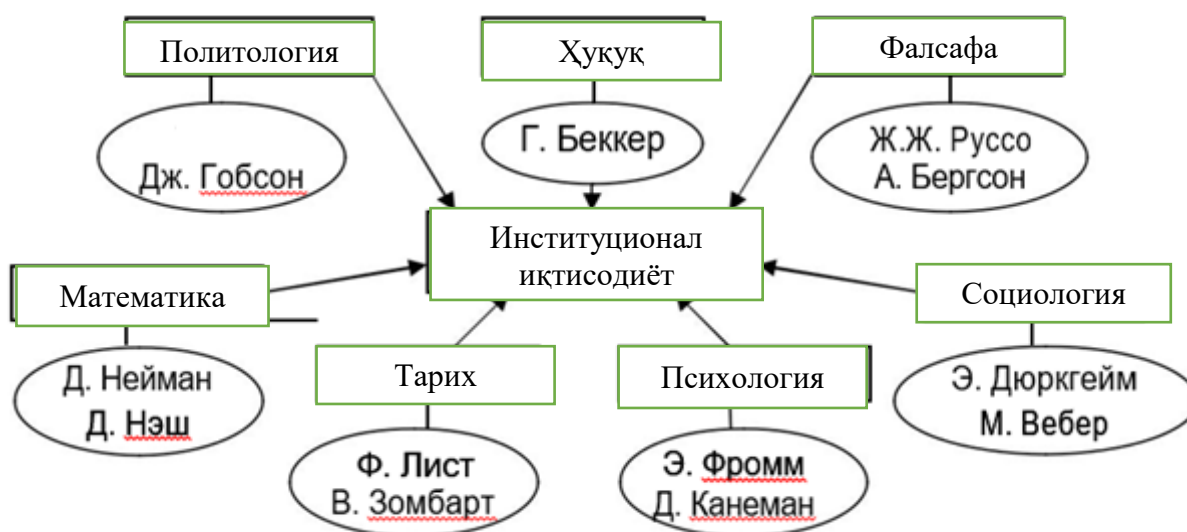 Политология
Ҳуқуқ
Фалсафа
Дж. Гобсон
Г. Беккер
Ж.Ж. Руссо
А. Бергсон
Институционал
иқтисодиёт
Математика
Социология
Д. Нейман
Д. Нэш
Тарих
Психология
Э. Дюркгейм
М. Вебер
Ф. Лист
В. Зомбарт
Э. Фромм
Д. Канеман